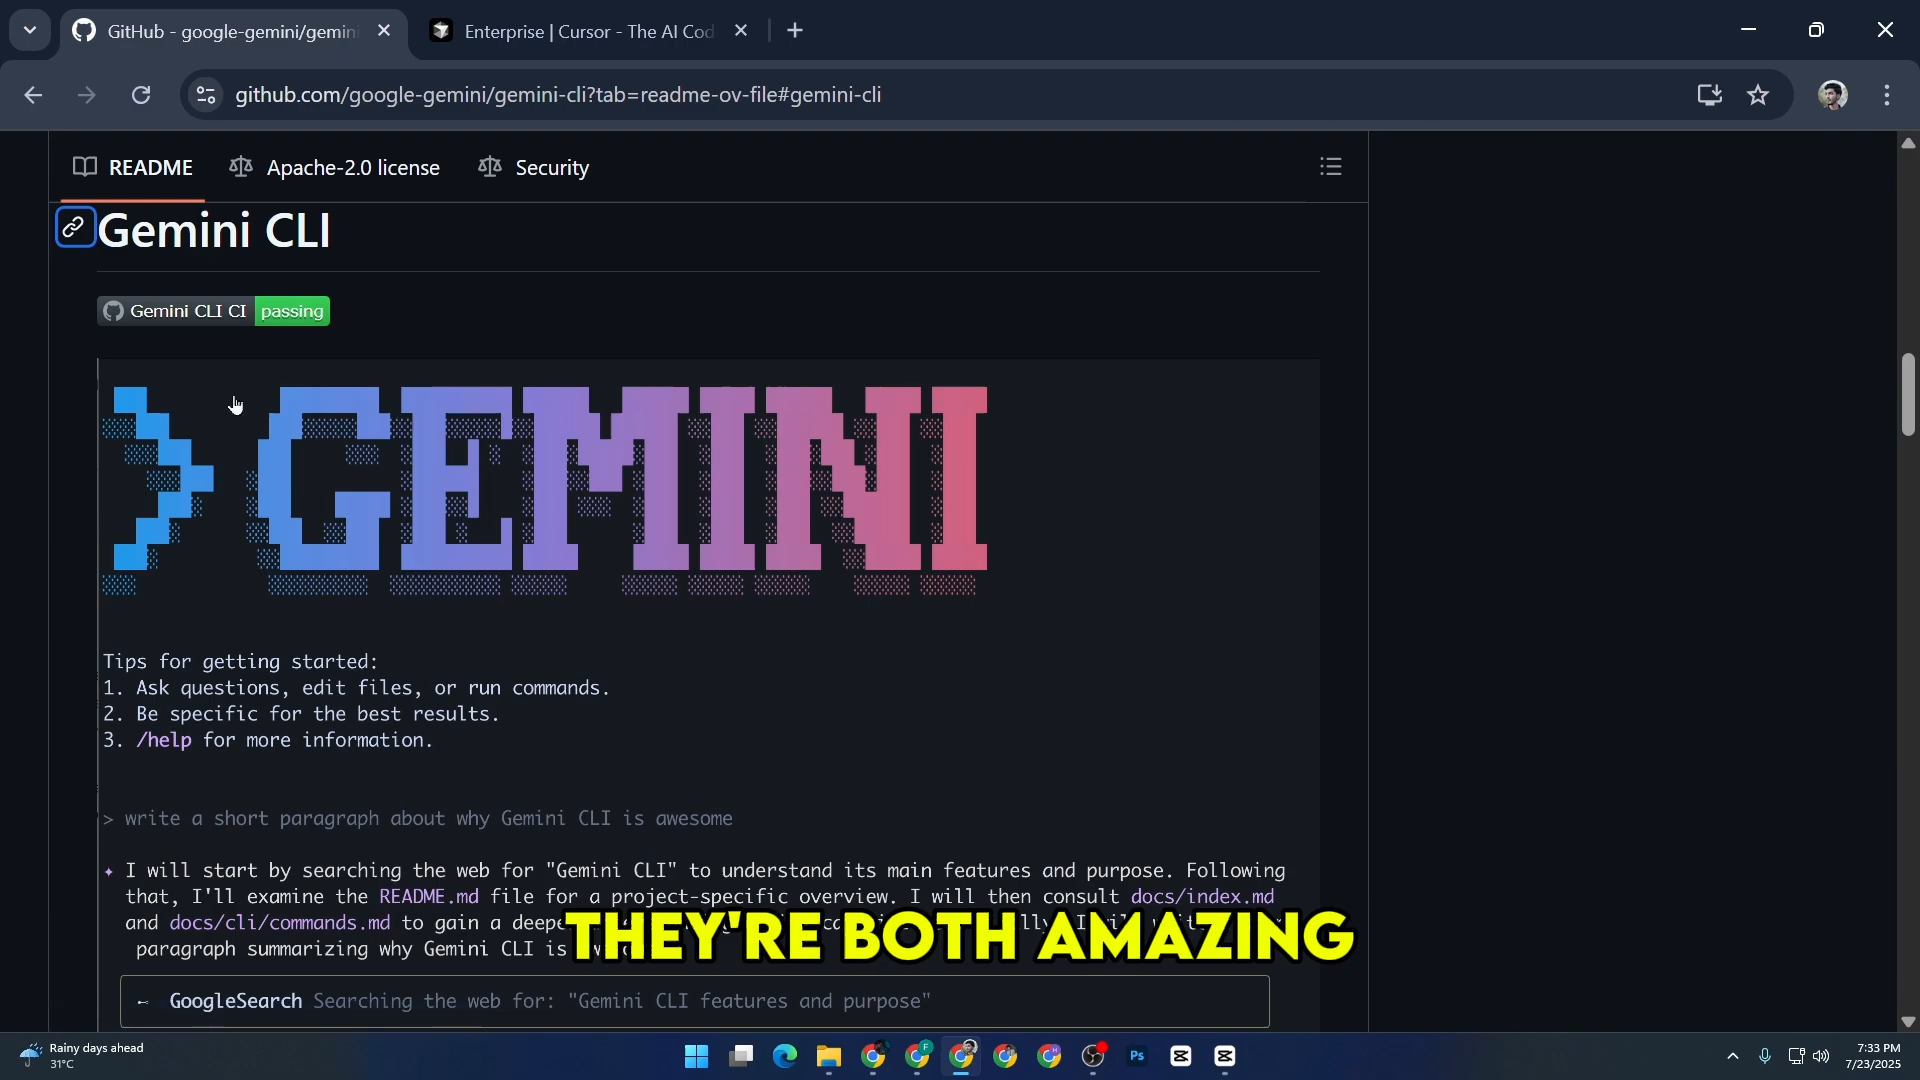 GitHub - google-gemini/gemini
Enterprise | Cursor - The AI Cod
github.com/google-gemini/gemini-cli?tab=readme-ov-file#gemini-cli
README
Apache-2.0 license
Security
Gemini CLI
Gemini CLI CI passing
> GEMINI
Tips for getting started:
1. Ask questions, edit files, or run commands.
2. Be specific for the best results.
3. /help for more information.
> write a short paragraph about why Gemini CLI is awesome
✦ I will start by searching the web for "Gemini CLI" to understand its main features and purpose. Following
that, I'll examine the README.md file for a project-specific overview. I will then consult docs/index.md
and docs/cli/commands.md to gain a
paragraph summarizing why Gemini CLI is
THEY'RE BOTH AMAZING
GoogleSearch Searching the web for: "Gemini CLI features and purpose"
Rainy days ahead
31°C
Ps
7:33 PM
7/23/2025